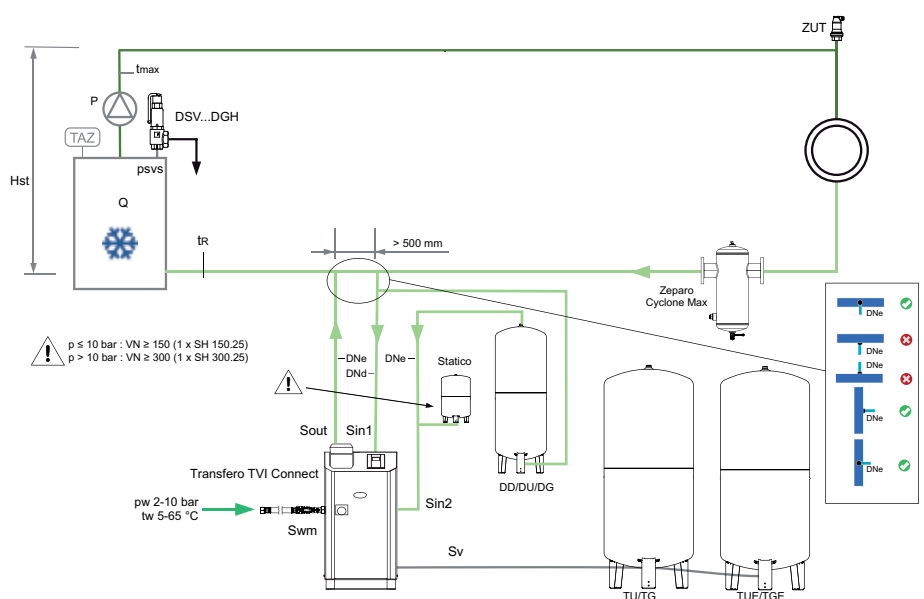 ZUT
tmax
P
DSV...DGH
TAZ
psvs
Hst
Q
tR
> 500 mm
Zeparo
Cyclone Max
DNe
DNe
DNe
DNe
DNe
p ≤ 10 bar : VN ≥ 150 (1 x SH 150.25)
p > 10 bar : VN ≥ 300 (1 x SH 300.25)
DNe
DNd
DNe
Statico
Sout
Sin1
Transfero TVI Connect
DD/DU/DG
pw 2-10 bar
tw 5-65 °C
Sin2
Swm
Sv
TU/TG
TUE/TGE